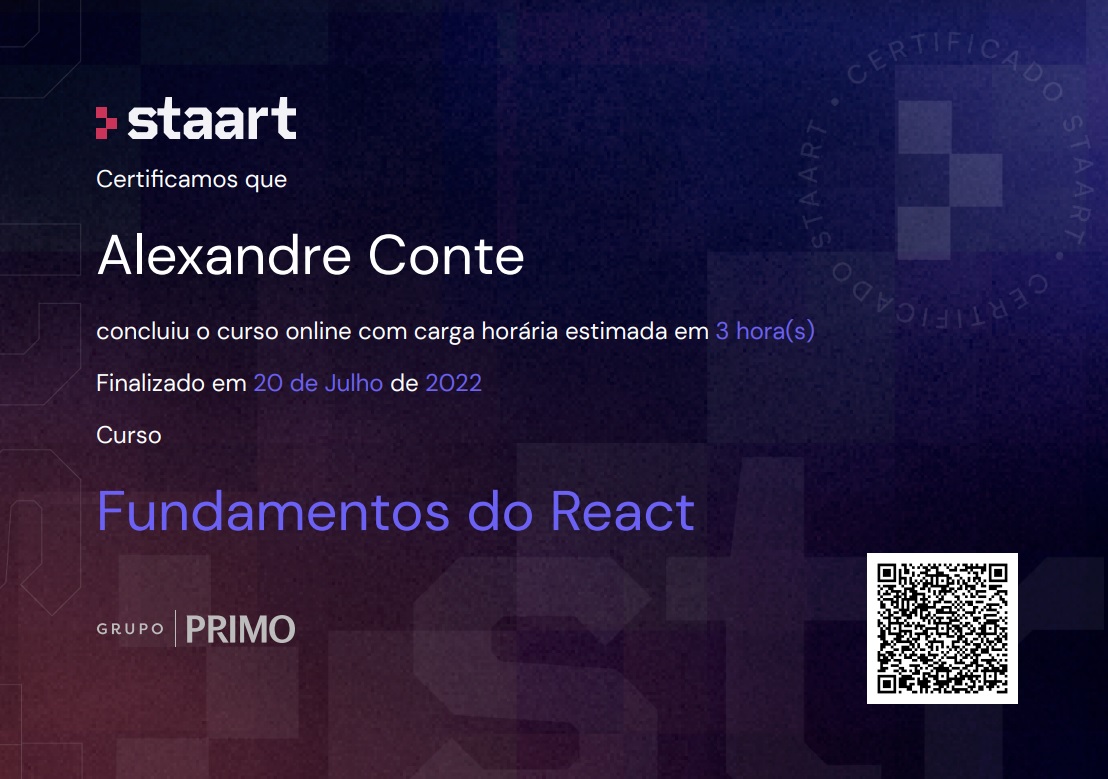 staart
CERTIFICADO STAART • CERTIFICADO STAART •
Certificamos que
Alexandre Conte
concluiu o curso online com carga horária estimada em 3 hora(s)
Finalizado em 20 de Julho de 2022
Curso
Fundamentos do React
GRUPO PRIMO
st